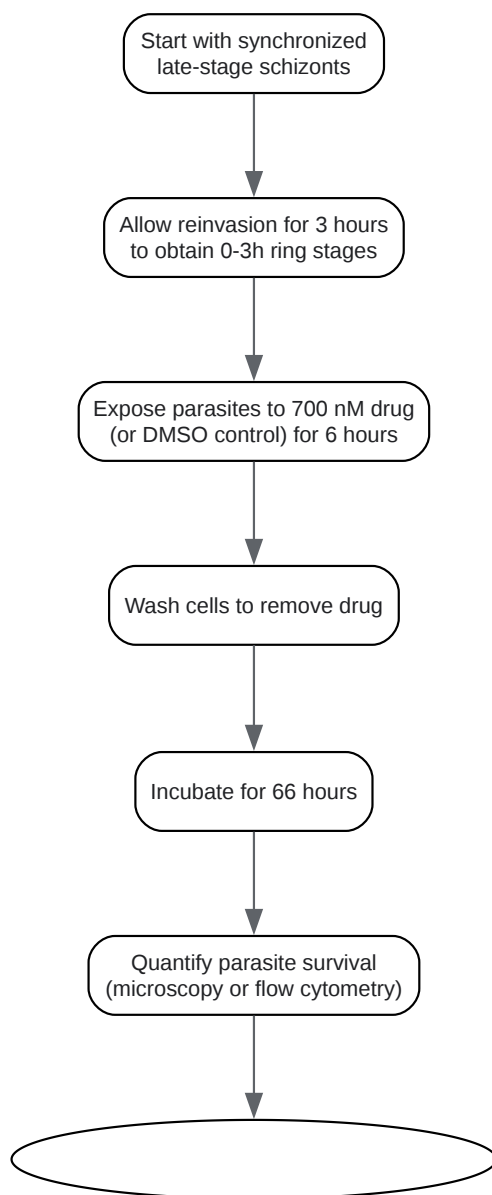 Start with synchronized
late-stage schizonts
Allow reinvasion for 3 hours
to obtain 0-3h ring stages
Expose parasites to 700 nM drug
(or DMSO control) for 6 hours
Wash cells to remove drug
Incubate for 66 hours
Quantify parasite survival
(microscopy or flow cytometry)